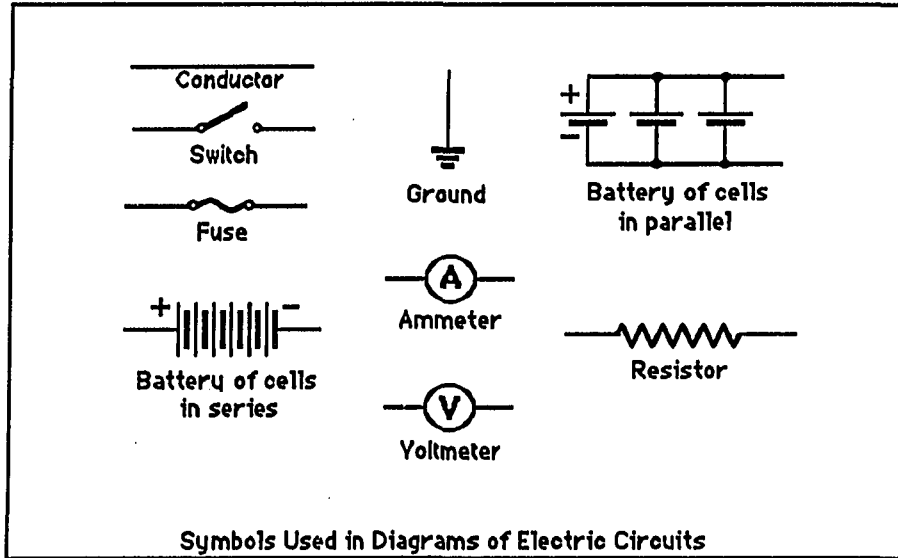 Conductor
Switch
Fuse
+ -
Battery of cells
in series
Ground
A
Ammeter
V
Voltmeter
+
-
Battery of cells
in parallel
Resistor
Symbols Used in Diagrams of Electric Circuits